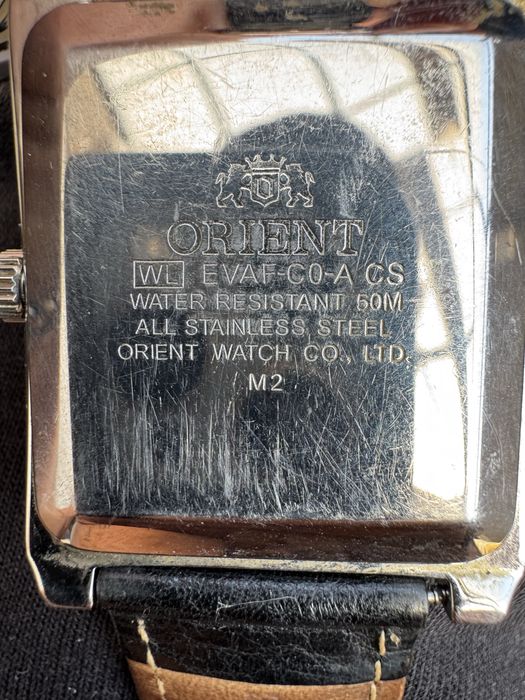 ORIENT
WL EVAF-C0-A CS
WATER RESISTANT 50M
ALL STAINLESS STEEL
ORIENT WATCH CO., LTD.
M2